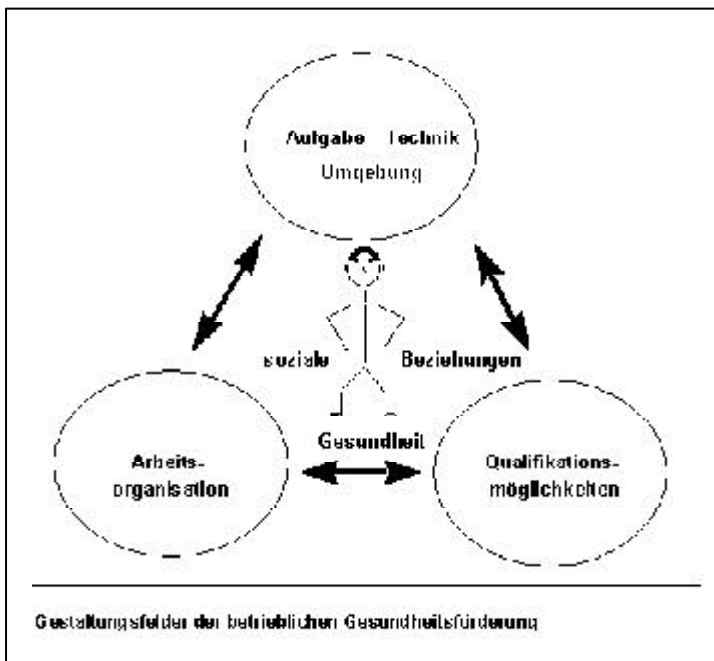 Aufgabe Technik
Umgebung
soziale Beziehungen
Gesundheit
Arbeits-
organisation
Qualifikations-
möglichkeiten
Gestaltungsfelder der betrieblichen Gesundheitsförderung